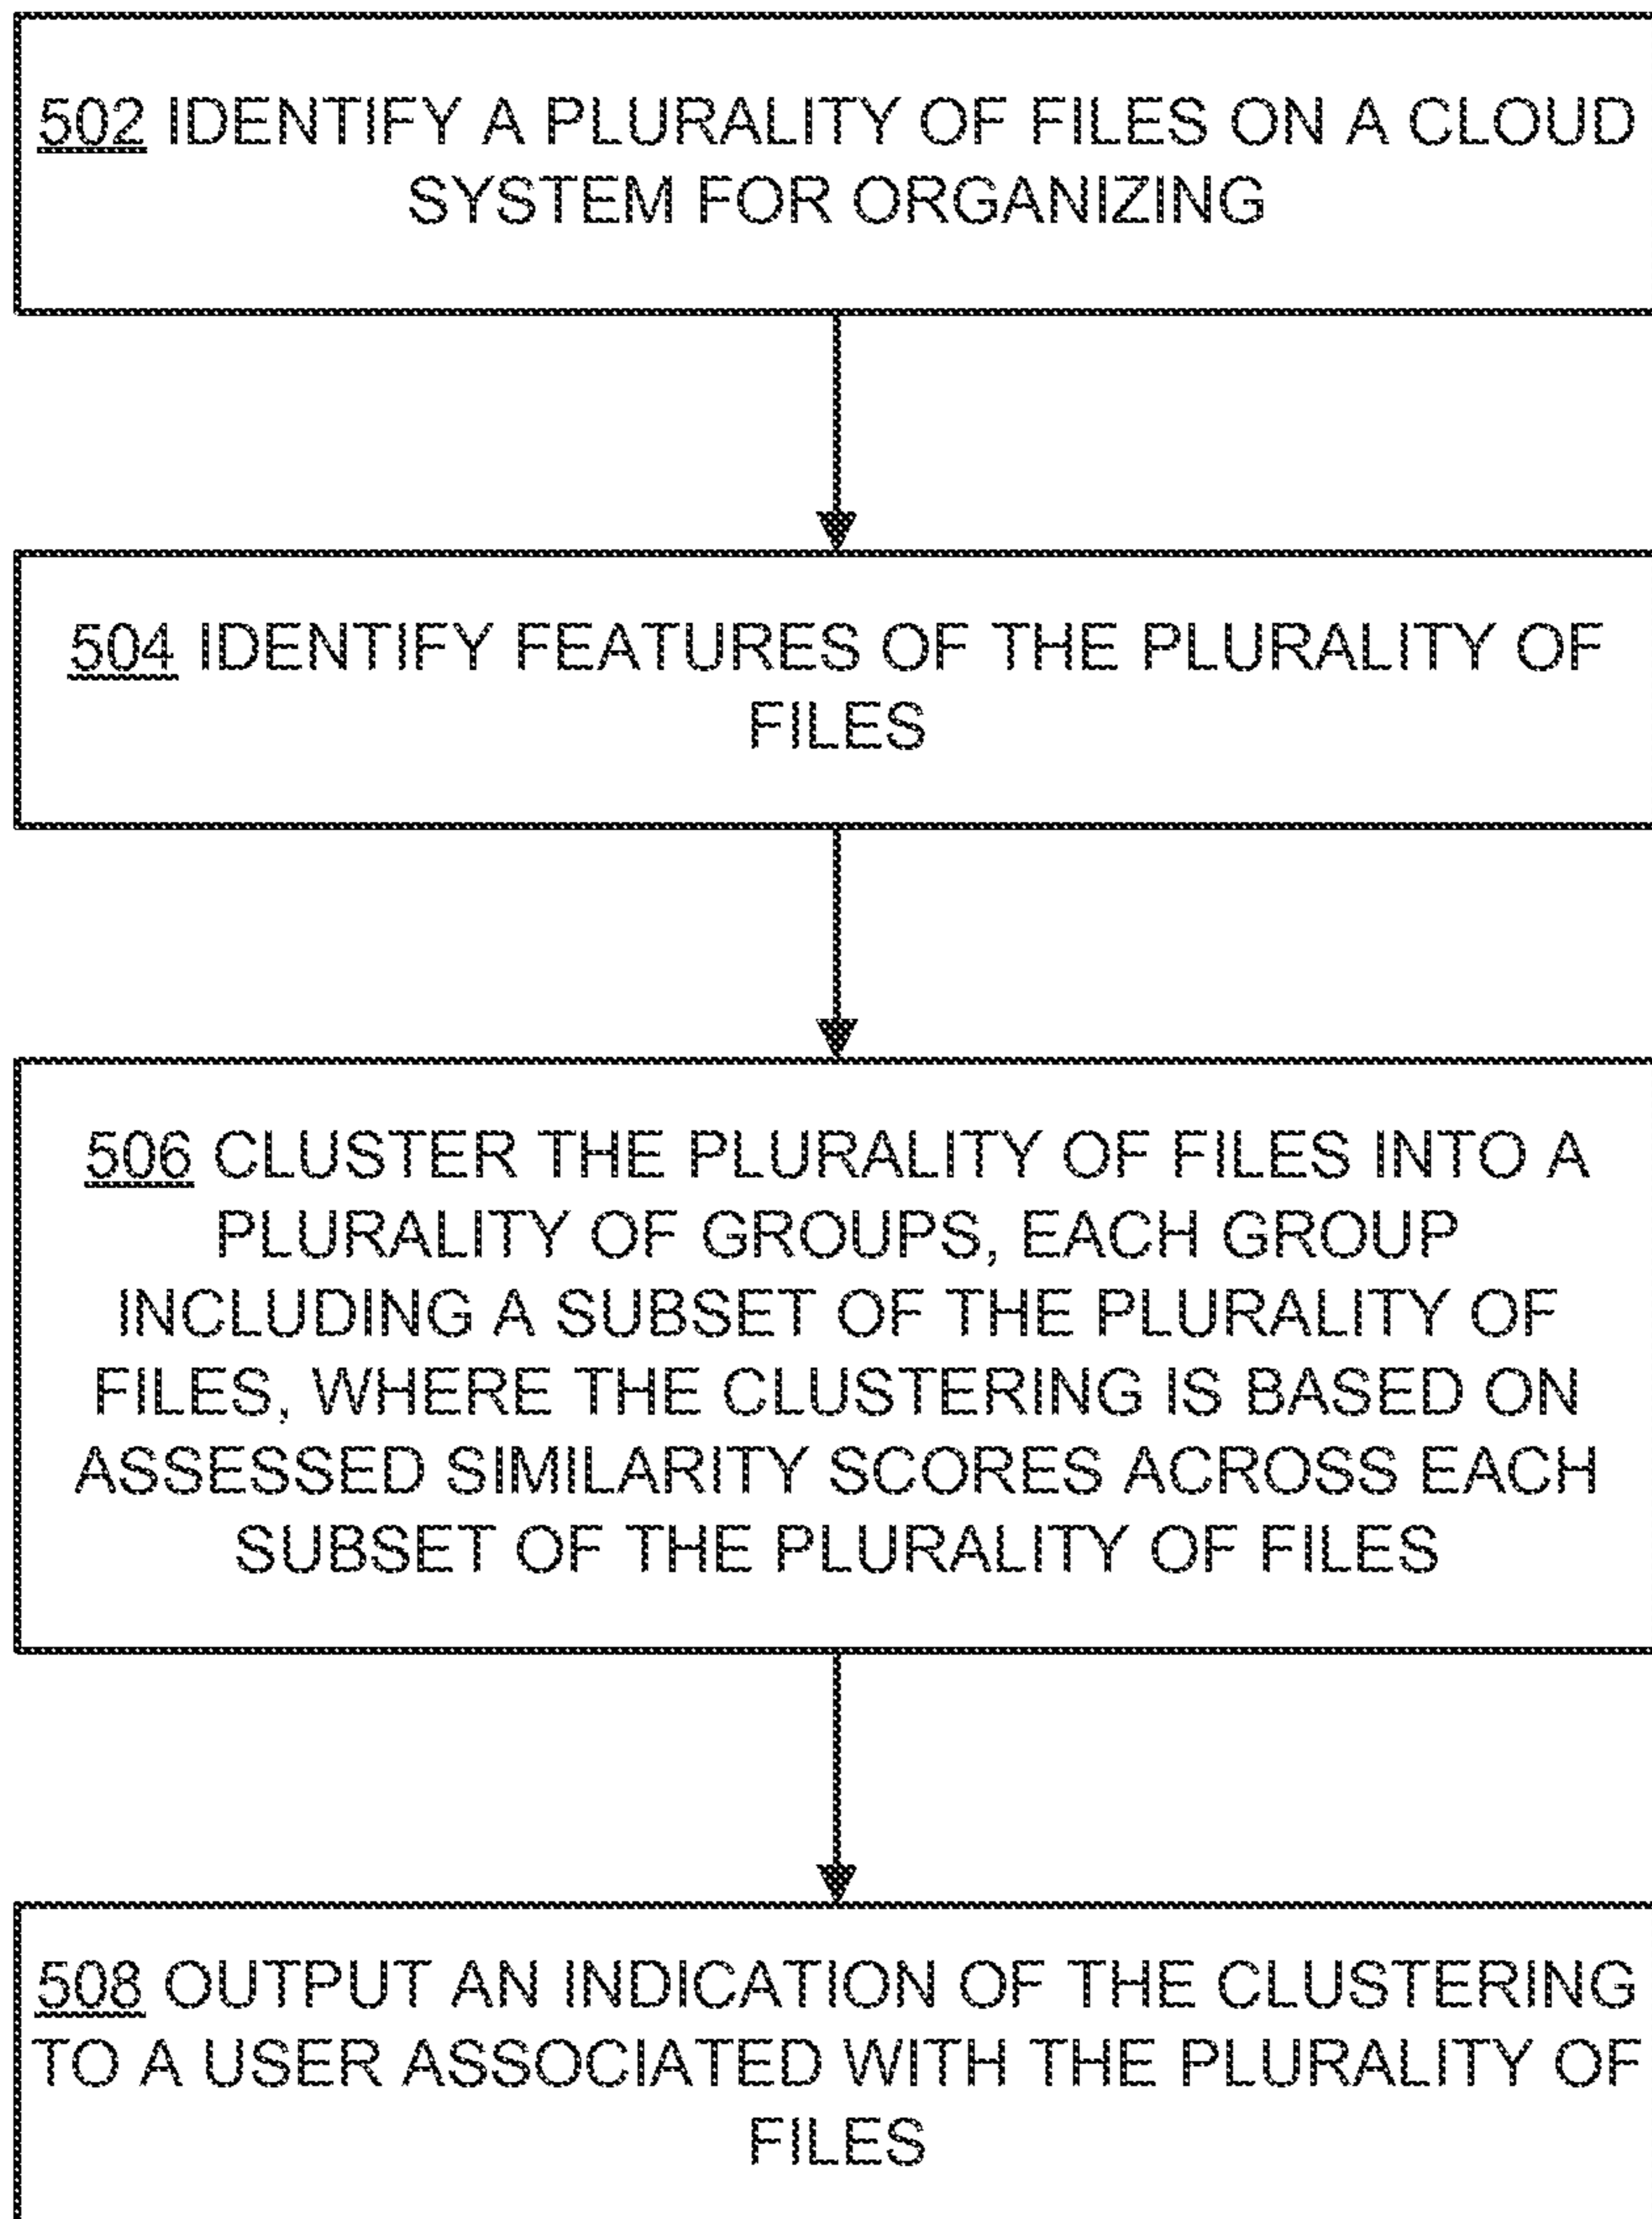 502 IDENTIFY A PLURALITY OF FILES ON A CLOUD
SYSTEM FOR ORGANIZING
504 IDENTIFY FEATURES OF THE PLURALITY OF
FILES
506 CLUSTER THE PLURALITY OF FILES INTO A
PLURALITY OF GROUPS, EACH GROUP
INCLUDING A SUBSET OF THE PLURALITY OF
FILES, WHERE THE CLUSTERING IS BASED ON
ASSESSED SIMILARITY SCORES ACROSS EACH
SUBSET OF THE PLURALITY OF FILES
508 OUTPUT AN INDICATION OF THE CLUSTERING
TO A USER ASSOCIATED WITH THE PLURALITY OF
FILES